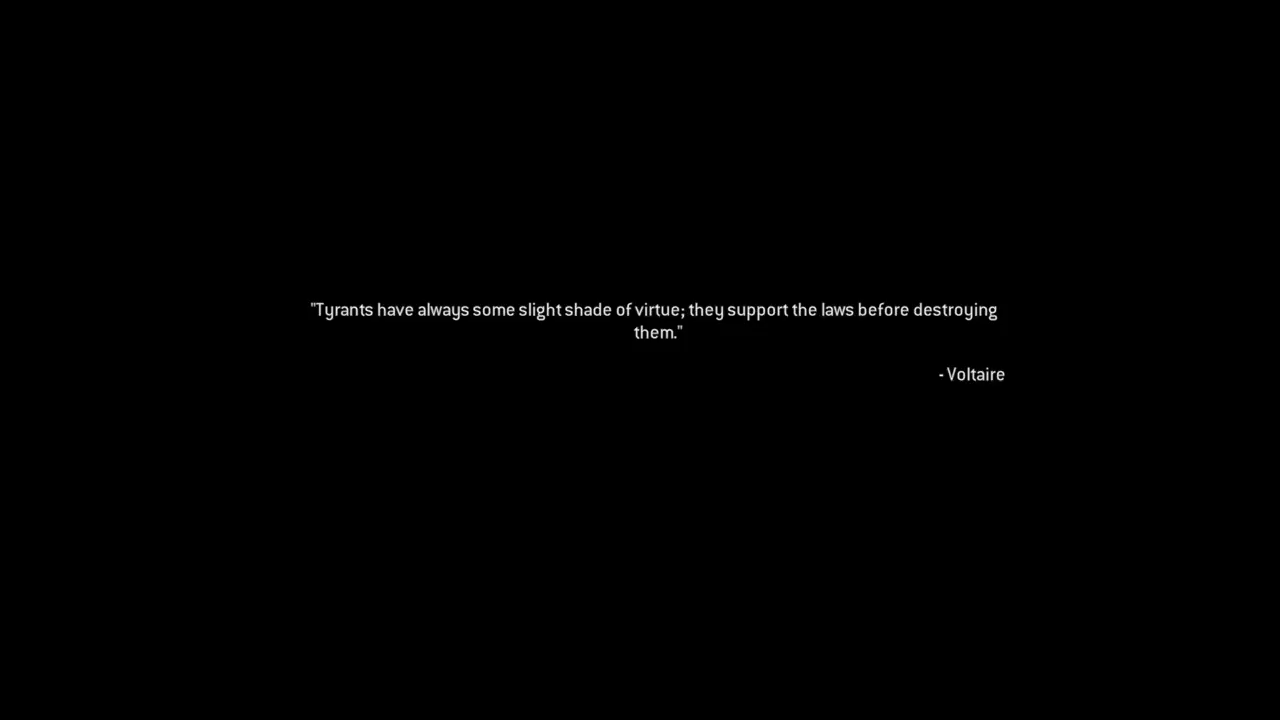 "Tyrants have always some slight shade of virtue; they support the laws before destroying
them."
- Voltaire